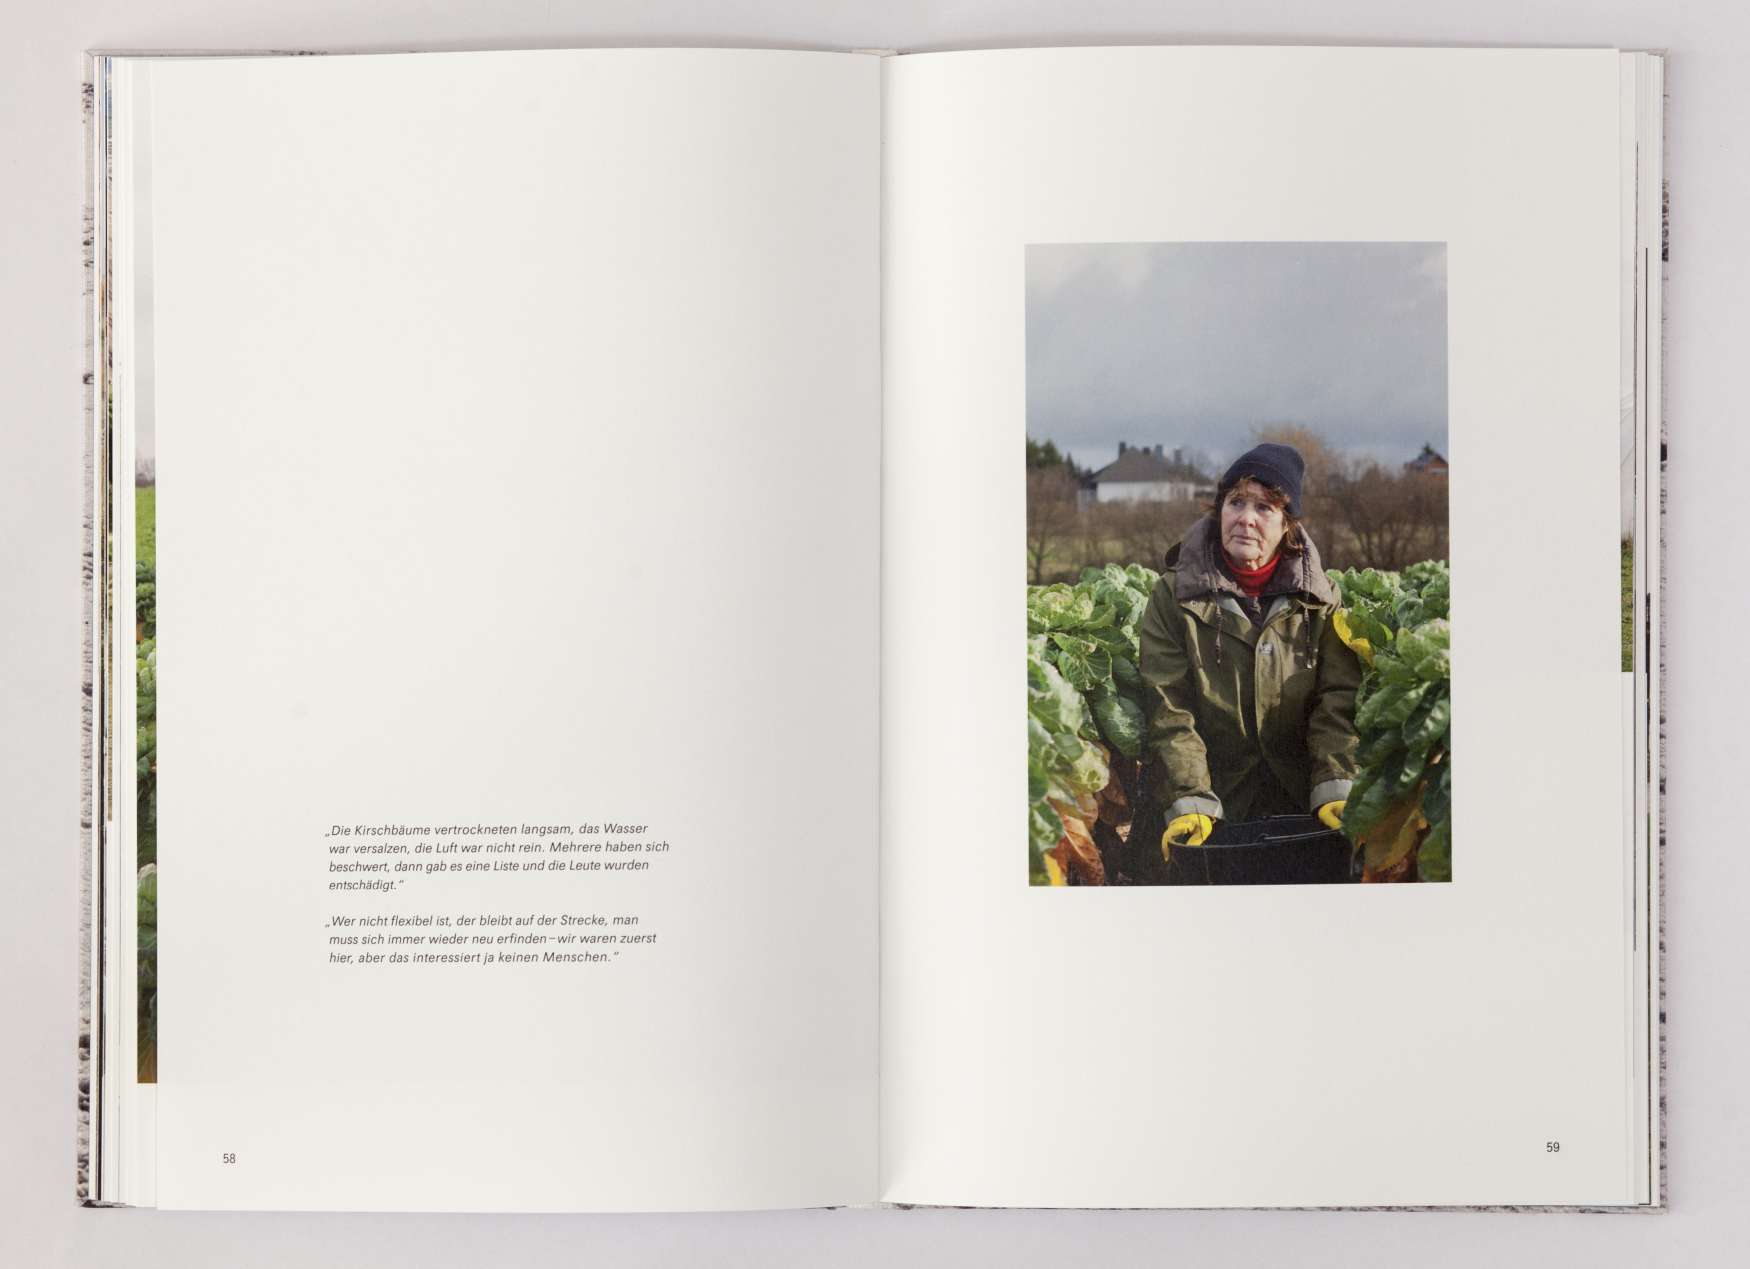 „Die Kirschbäume vertrockneten langsam, das Wasser
war versalzen, die Luft war nicht rein. Mehrere haben sich
beschwert, dann gab es eine Liste und die Leute wurden
entschädigt.“
„Wer nicht flexibel ist, der bleibt auf der Strecke, man
muss sich immer wieder neu erfinden – wir waren zuerst
hier, aber das interessiert ja keinen Menschen.“
58
59